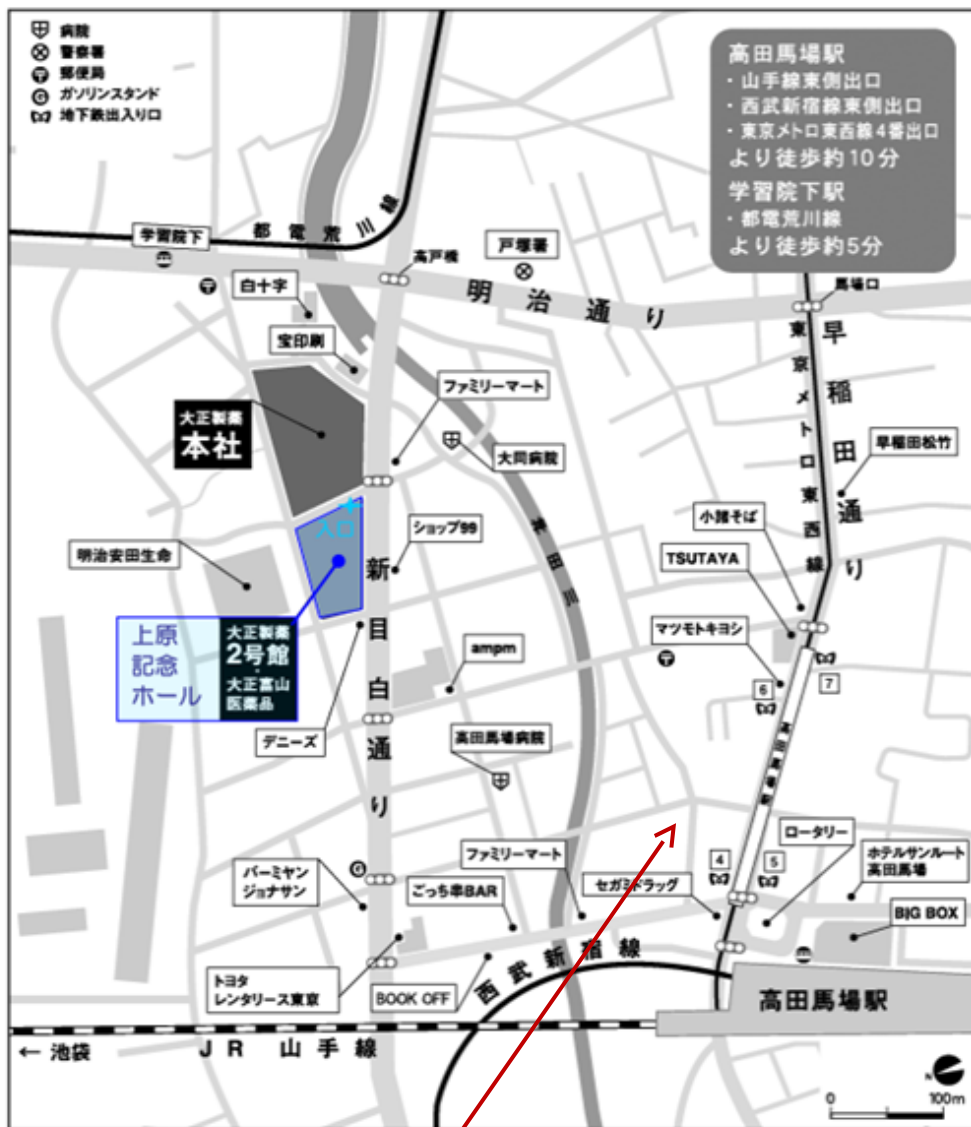 病院
警察署
郵便局
ガソリンスタンド
地下鉄出入り口
高田馬場駅
・山手線東側出口
・西武新宿線東側出口
・東京メトロ東西線4番出口
より徒歩約10分
学習院下駅
・都電荒川線
より徒歩約5分
都電荒川線
学習院下
高戸橋
戸塚署
明治通り
馬場口
白十字
宝印刷
東京メトロ東西線
早稲田通り
ファミリーマート
大正製薬
本社
大同病院
早稲田松竹
入口
ショップ99
神田川
小諸そば
明治安田生命
TSUTAYA
新目白通り
上原
記念
ホール
大正製薬
2号館
・
大正富山
医薬品
マツモトキヨシ
ampm
6
7
デニーズ
高田馬場病院
高田馬場駅
バーミヤン
ジョナサン
ファミリーマート
ごっち串BAR
セガミドラッグ
4
5
ロータリー
ホテルサンルート
高田馬場
BIG BOX
トヨタ
レンタリース東京
BOOK OFF
西武新宿線
高田馬場駅
← 池袋
JR 山手線
N
0
100m